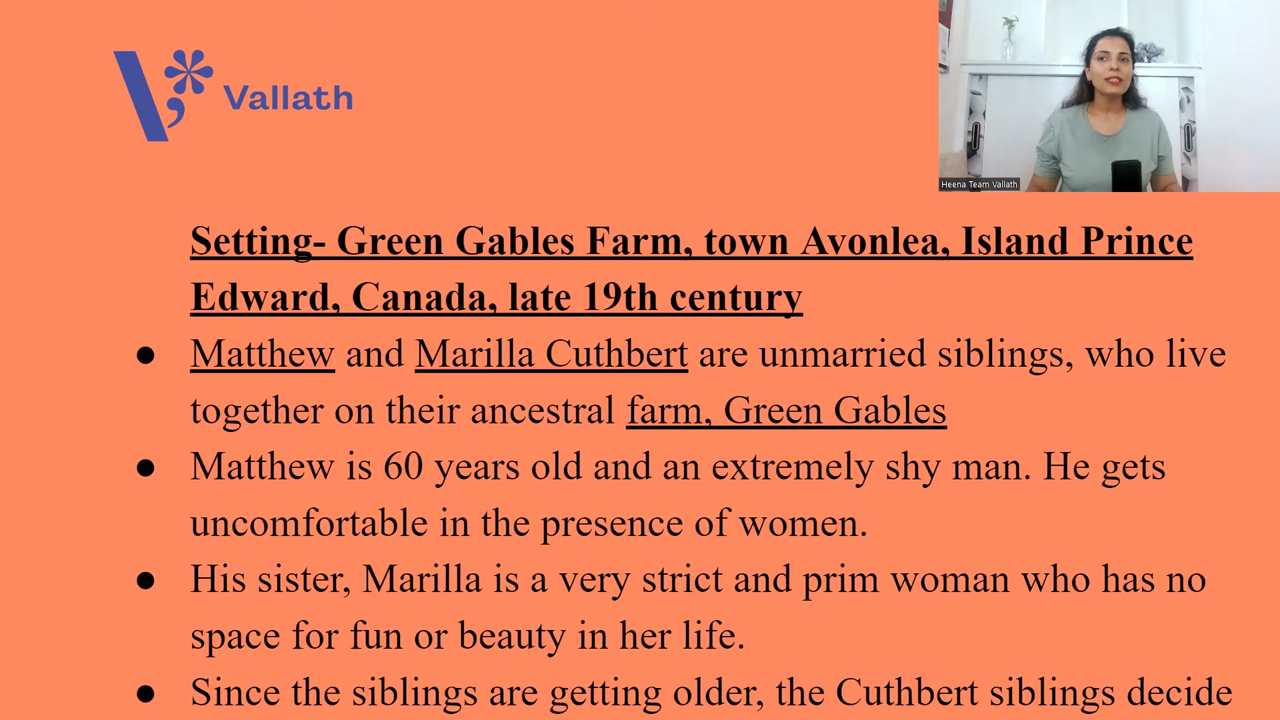 Vallath
Heena Team Vallath
Setting- Green Gables Farm, town Avonlea, Island Prince
Edward, Canada, late 19th century
● Matthew and Marilla Cuthbert are unmarried siblings, who live
together on their ancestral farm, Green Gables
● Matthew is 60 years old and an extremely shy man. He gets
uncomfortable in the presence of women.
● His sister, Marilla is a very strict and prim woman who has no
space for fun or beauty in her life.
● Since the siblings are getting older, the Cuthbert siblings decide